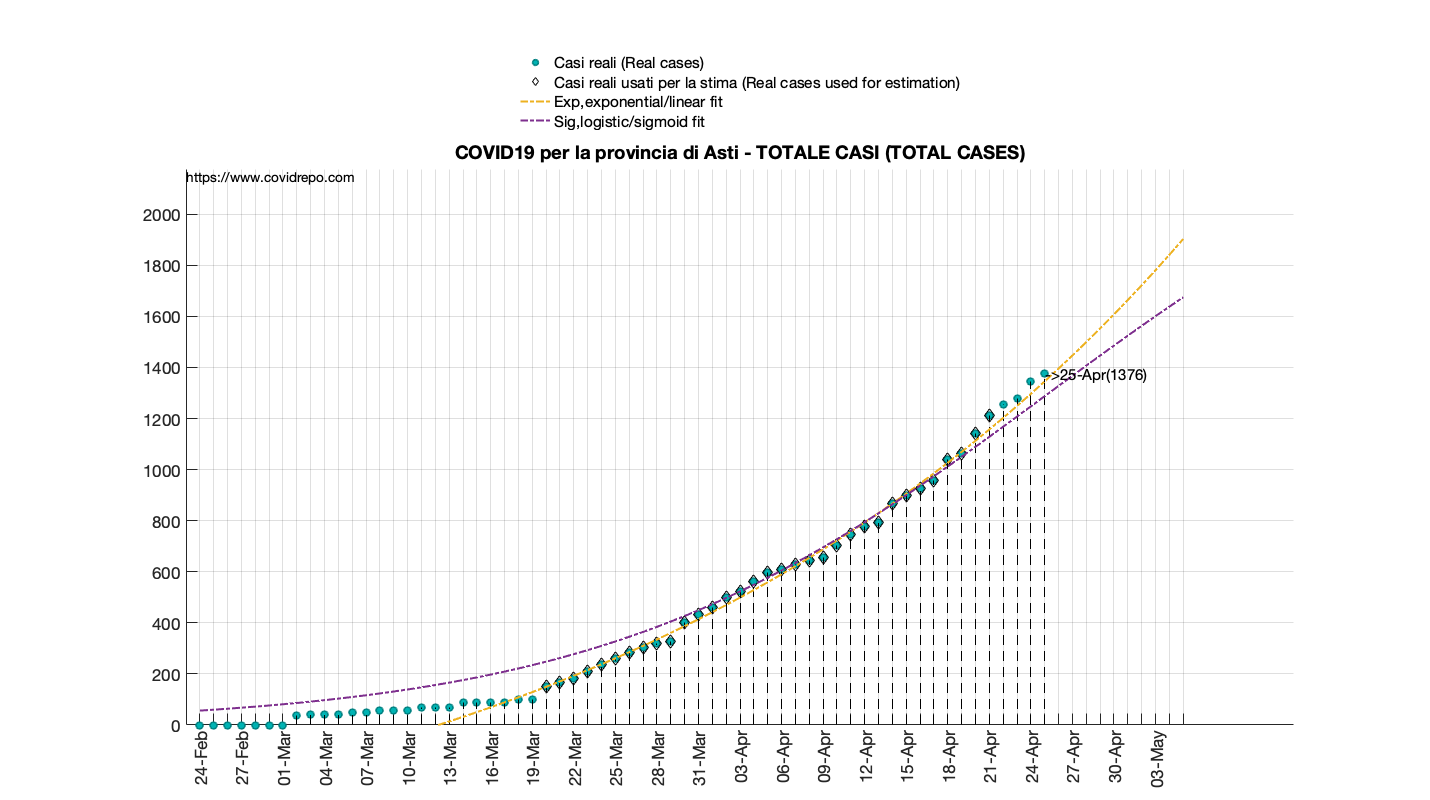 Casi reali (Real cases)
Casi reali usati per la stima (Real cases used for estimation)
Exp,exponential/linear fit
Sig,logistic/sigmoid fit
COVID19 per la provincia di Asti - TOTALE CASI (TOTAL CASES)
https://www.covidrepo.com
2000
1800
1600
1400
1200
1000
800
600
400
200
0
->25-Apr(1376)
24-Feb
27-Feb
01-Mar
04-Mar
07-Mar
10-Mar
13-Mar
16-Mar
19-Mar
22-Mar
25-Mar
28-Mar
31-Mar
03-Apr
06-Apr
09-Apr
12-Apr
15-Apr
18-Apr
21-Apr
24-Apr
27-Apr
30-Apr
03-May